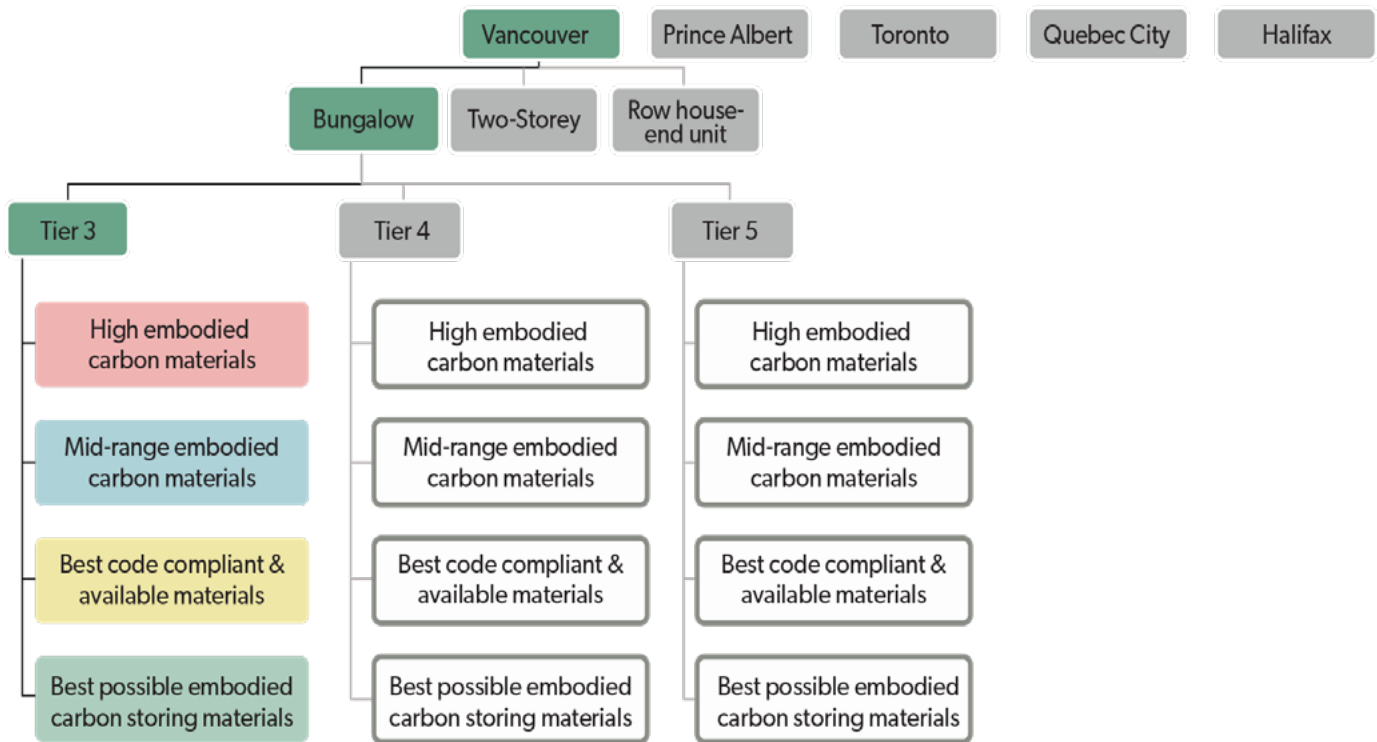 Vancouver
Prince Albert
Toronto
Quebec City
Halifax
Bungalow
Two-Storey
Row house-
end unit
Tier 3
Tier 4
Tier 5
High embodied
carbon materials
High embodied
carbon materials
High embodied
carbon materials
Mid-range embodied
carbon materials
Mid-range embodied
carbon materials
Mid-range embodied
carbon materials
Best code compliant &
available materials
Best code compliant &
available materials
Best code compliant &
available materials
Best possible embodied
carbon storing materials
Best possible embodied
carbon storing materials
Best possible embodied
carbon storing materials